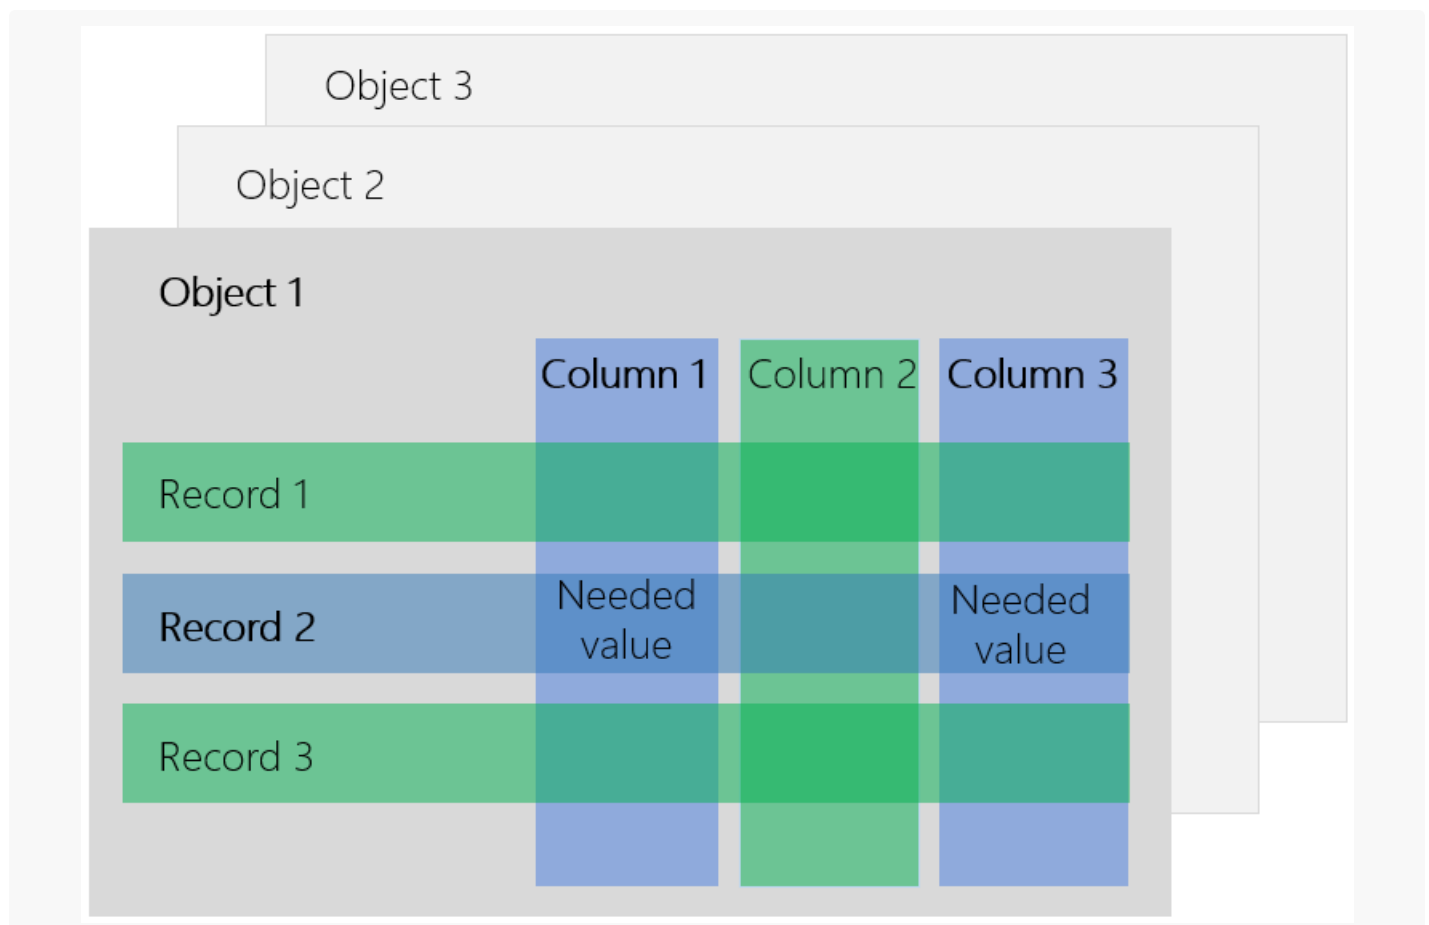 Object 3
Object 2
Object 1
Column 1 Column 2 Column 3
Record 1
Needed Needed
Record 2 value value
Record 3